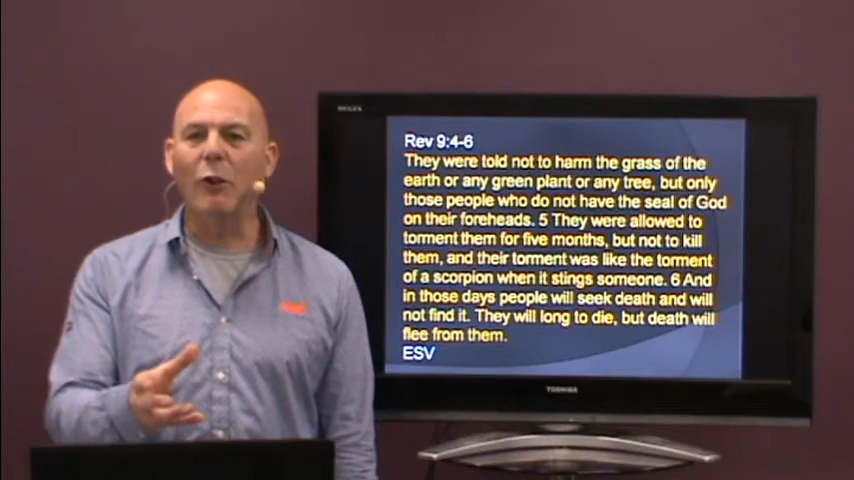 Rev 9:4-6
They were told not to harm the grass of the
earth or any green plant or any tree, but only
those people who do not have the seal of God
on their foreheads. 5 They were allowed to
torment them for five months, but not to kill
them, and their torment was like the torment
of a scorpion when it stings someone. 6 And
in those days people will seek death and will
not find it. They will long to die, but death will
flee from them.
ESV
TOSHIBA